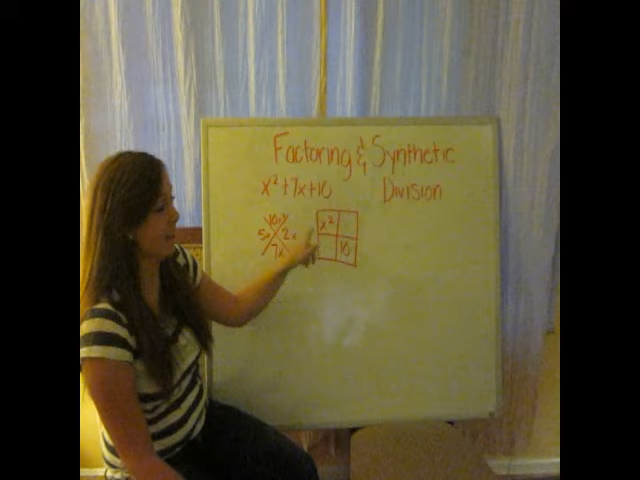 Factoring & Synthetic
Division
x² + 7x + 10
10x²
5x 2x
7x
x²
10